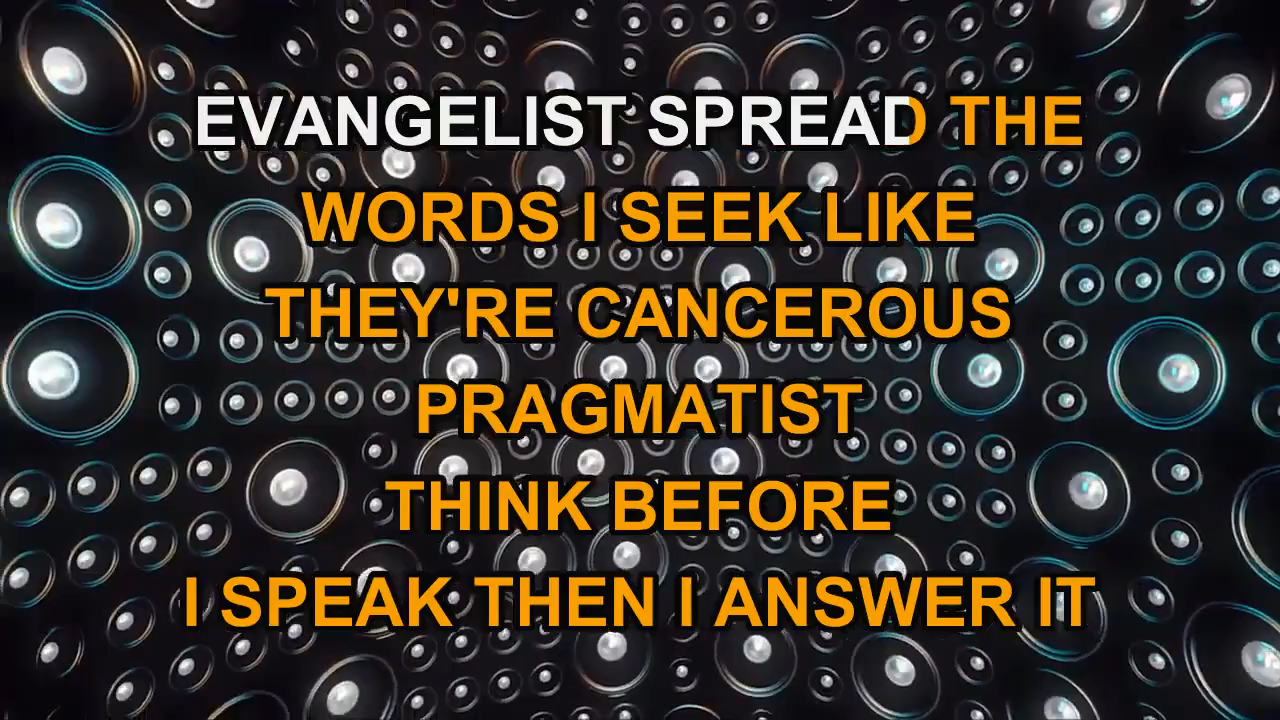 EVANGELIST SPREAD THE
WORDS I SEEK LIKE
THEY'RE CANCEROUS
PRAGMATIST
THINK BEFORE
I SPEAK THEN I ANSWER IT